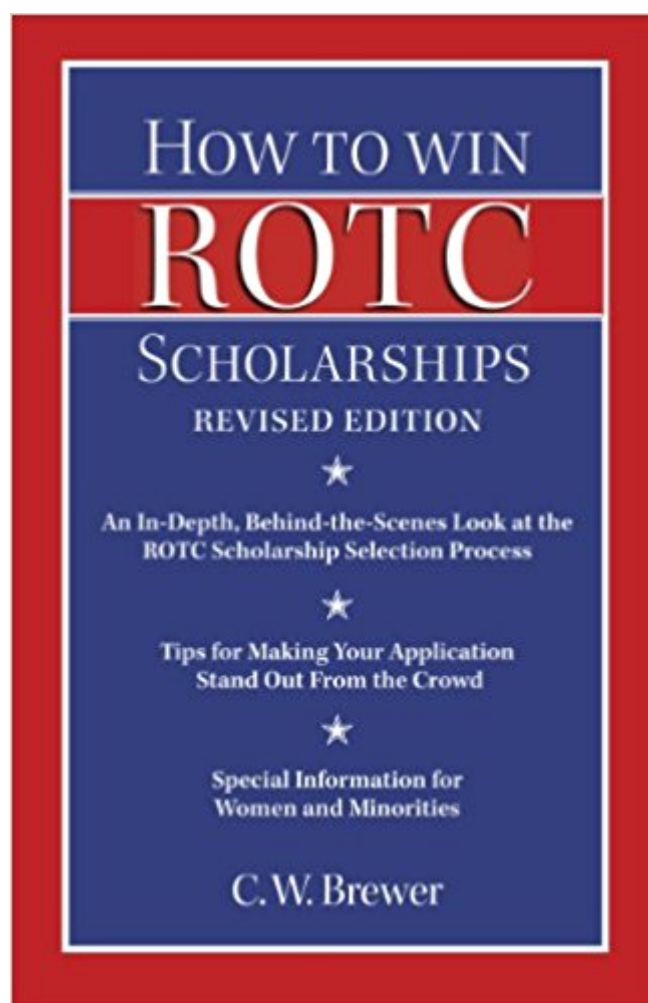 How to win
ROTC
Scholarships
Revised Edition
An In-Depth, Behind-the-Scenes Look at the
ROTC Scholarship Selection Process
Tips for Making Your Application
Stand Out From the Crowd
Special Information for
Women and Minorities
C.W. Brewer